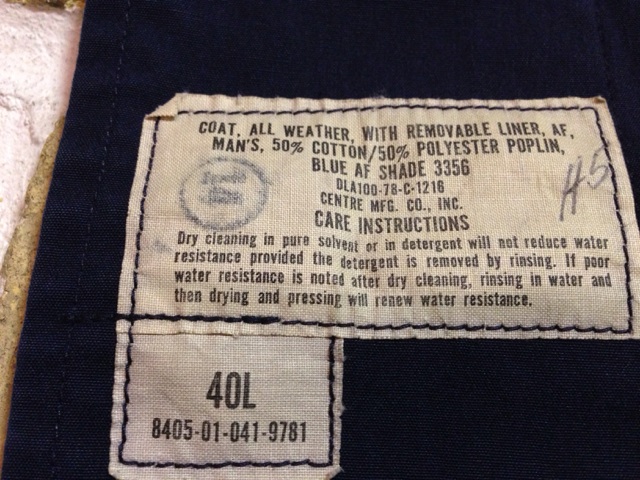 COAT, ALL WEATHER, WITH REMOVABLE LINER, AF,
MAN'S, 50% COTTON/50% POLYESTER POPLIN,
BLUE AF SHADE 3356
DLA100-78-C-1216
CENTRE MFG. CO., INC.
CARE INSTRUCTIONS
Dry cleaning in pure solvent or in detergent will not reduce water
resistance provided the detergent is removed by rinsing. If poor
water resistance is noted after dry cleaning, rinsing in water and
then drying and pressing will renew water resistance.
40L
8405-01-041-9781